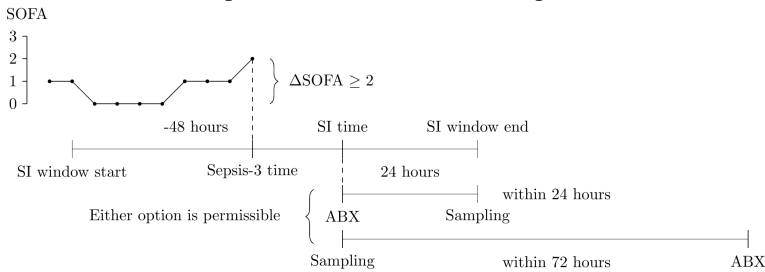 SOFA
3
2
1
0
ΔSOFA ≥ 2
-48 hours
SI time
SI window end
SI window start
Sepsis-3 time
24 hours
within 24 hours
Either option is permissible
ABX
Sampling
Sampling
within 72 hours
ABX